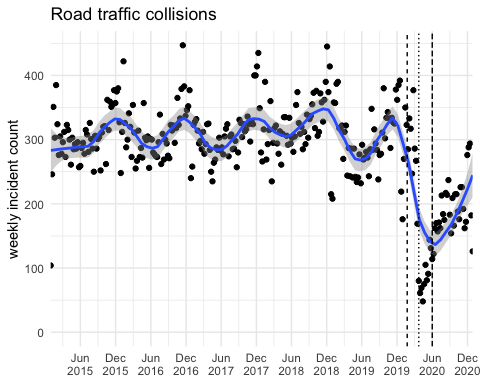 Road traffic collisions
weekly incident count
400
300
200
100
0
Jun 2015
Dec 2015
Jun 2016
Dec 2016
Jun 2017
Dec 2017
Jun 2018
Dec 2018
Jun 2019
Dec 2019
Jun 2020
Dec 2020